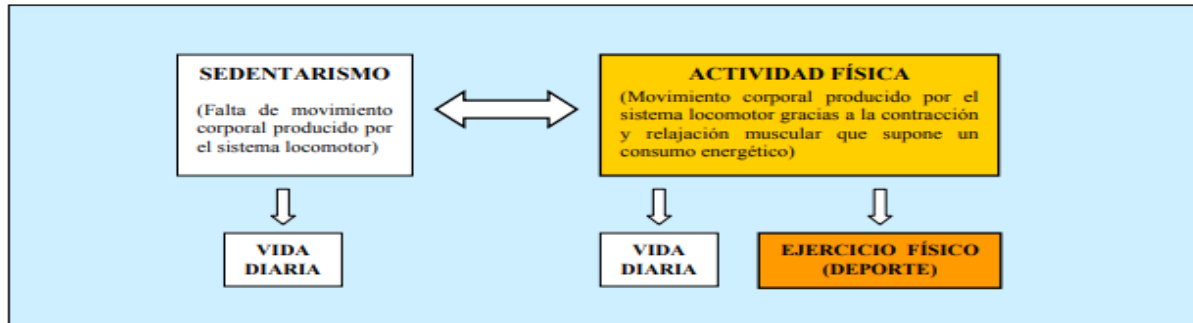 SEDENTARISMO
(Falta de movimiento
corporal producido por
el sistema locomotor)
ACTIVIDAD FÍSICA
(Movimiento corporal producido por el
sistema locomotor gracias a la contracción
y relajación muscular que supone un
consumo energético)
VIDA
DIARIA
VIDA
DIARIA
EJERCICIO FÍSICO
(DEPORTE)